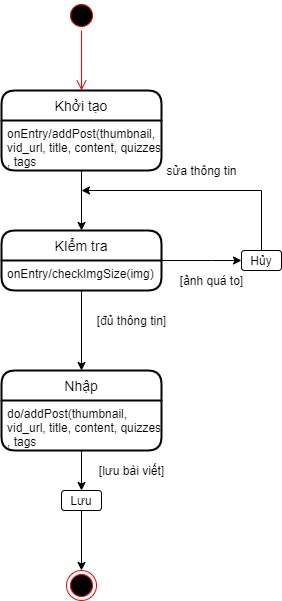 Khởi tạo
onEntry/addPost(thumbnail,
vid_url, title, content, quizzes
, tags
sửa thông tin
Kiểm tra
onEntry/checkImgSize(img)
Hủy
[ảnh quá to]
[đủ thông tin]
Nhập
do/addPost(thumbnail,
vid_url, title, content, quizzes
, tags
[lưu bài viết]
Lưu